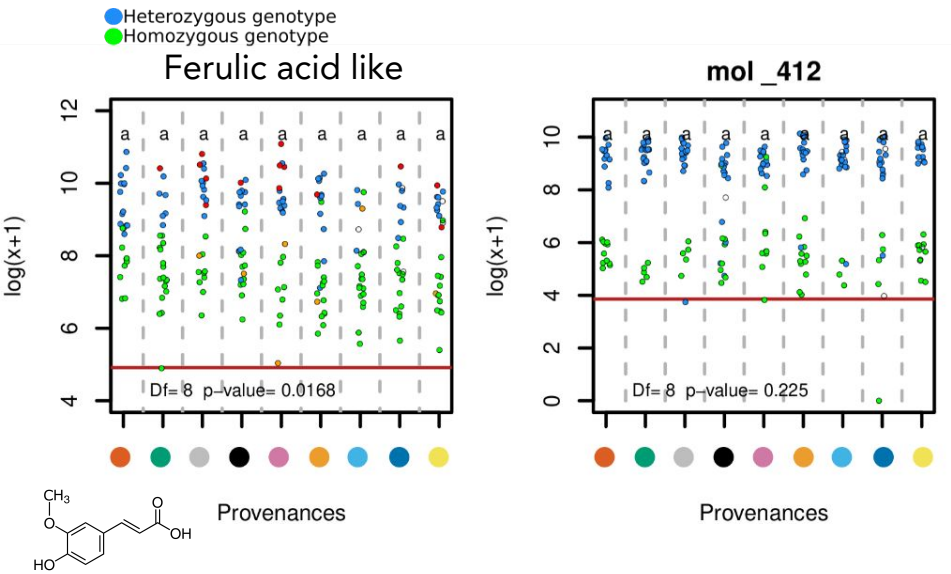 Heterozygous genotype
Homozygous genotype
Ferulic acid like
mol _412
log(x+1)
12
10
8
6
4
a a a a a a a a a
Df= 8 p−value= 0.0168
Provenances
log(x+1)
10
8
6
4
2
0
a a a a a a a a a
Df= 8 p−value= 0.225
Provenances
CH3
O
O
OH
HO